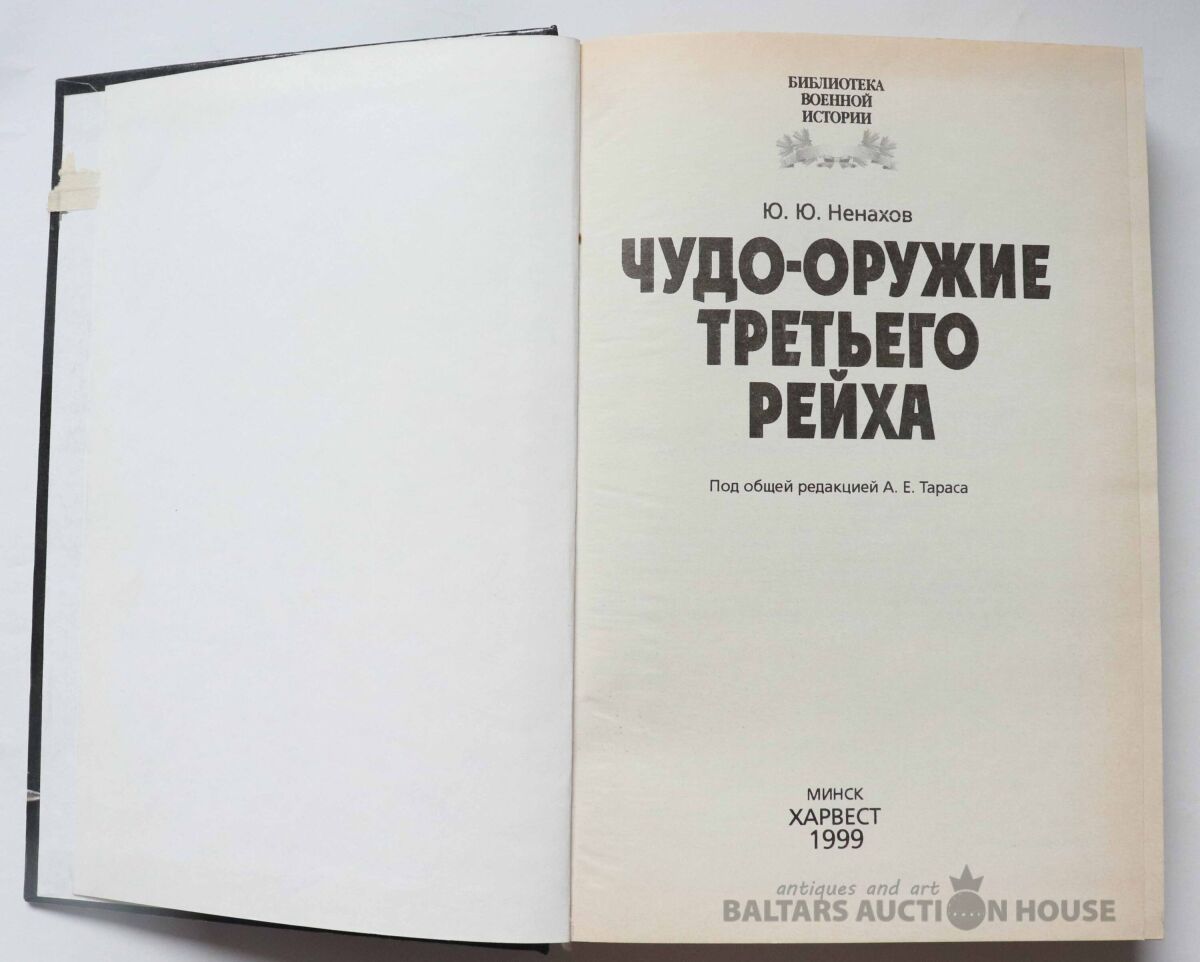 БИБЛИОТЕКА
ВОЕННОЙ
ИСТОРИИ
Ю. Ю. Ненахов
ЧУДО-ОРУЖИЕ
ТРЕТЬЕГО
РЕЙХА
Под общей редакцией А. Е. Тараса
МИНСК
ХАРВЕСТ
1999
antiques and art
BALTARS AUCTION HOUSE